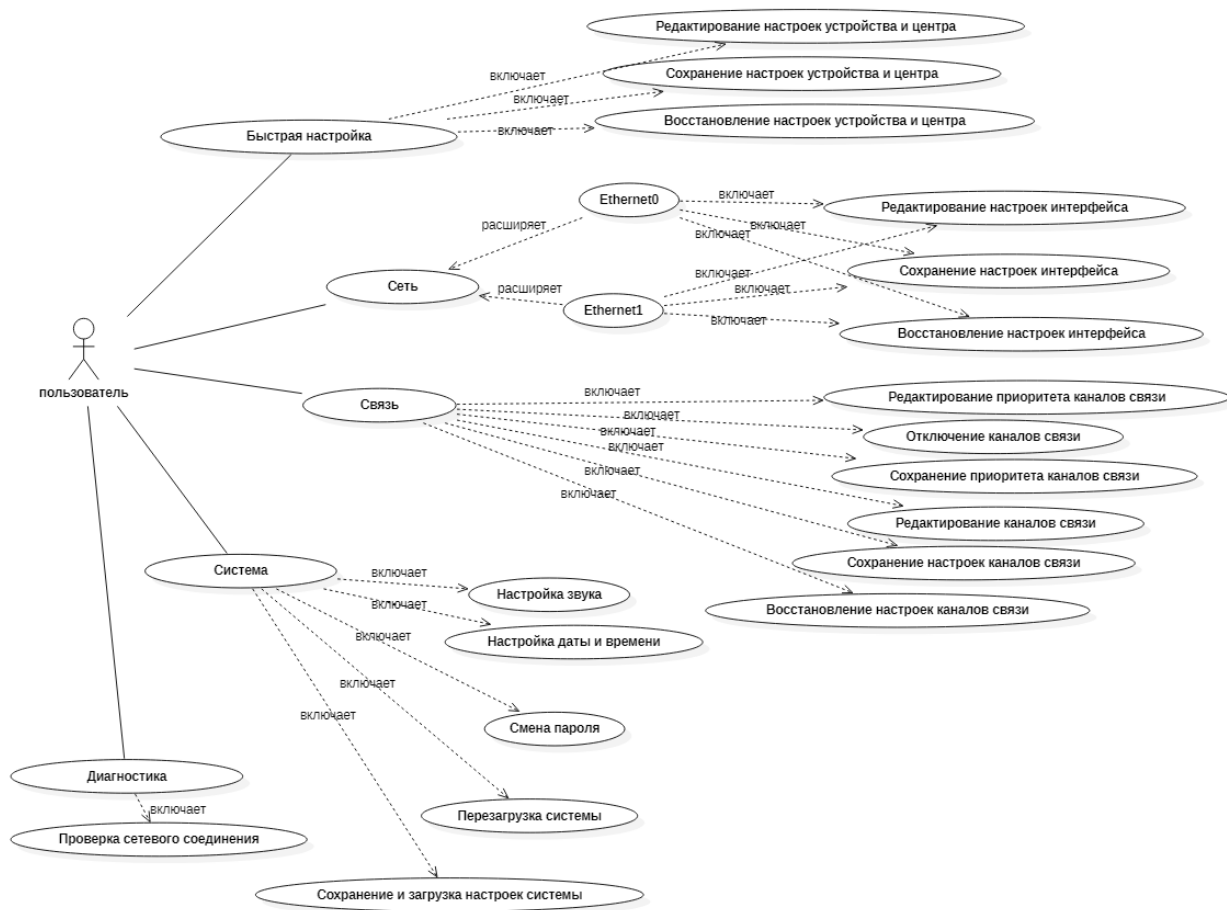 Редактирование настроек устройства и центра
включает
Сохранение настроек устройства и центра
включает
Восстановление настроек устройства и центра
включает
Быстрая настройка
Ethernet0
включает
Редактирование настроек интерфейса
расширяет
включает
включает
Сеть
Сохранение настроек интерфейса
включает
расширяет
включает
Ethernet1
включает
Восстановление настроек интерфейса
пользователь
Связь
включает
Редактирование приоритета каналов связи
включает
Отключение каналов связи
включает
включает
Сохранение приоритета каналов связи
включает
включает
Редактирование каналов связи
Сохранение настроек каналов связи
Восстановление настроек каналов связи
Система
включает
Настройка звука
включает
Настройка даты и времени
включает
включает
включает
Смена пароля
Диагностика
включает
Перезагрузка системы
Проверка сетевого соединения
Сохранение и загрузка настроек системы